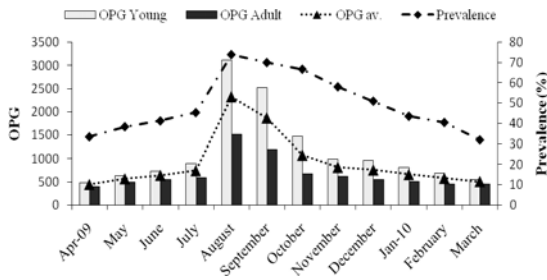 OPG Young OPG Adult OPG av. Prevalence
3500 80
3000 70
2500 60
2000 50
1500 40
1000 30
500 20
0 10
0
OPG
Prevalence (%)
Apr-09 May June July August September October November December Jan-10 February March